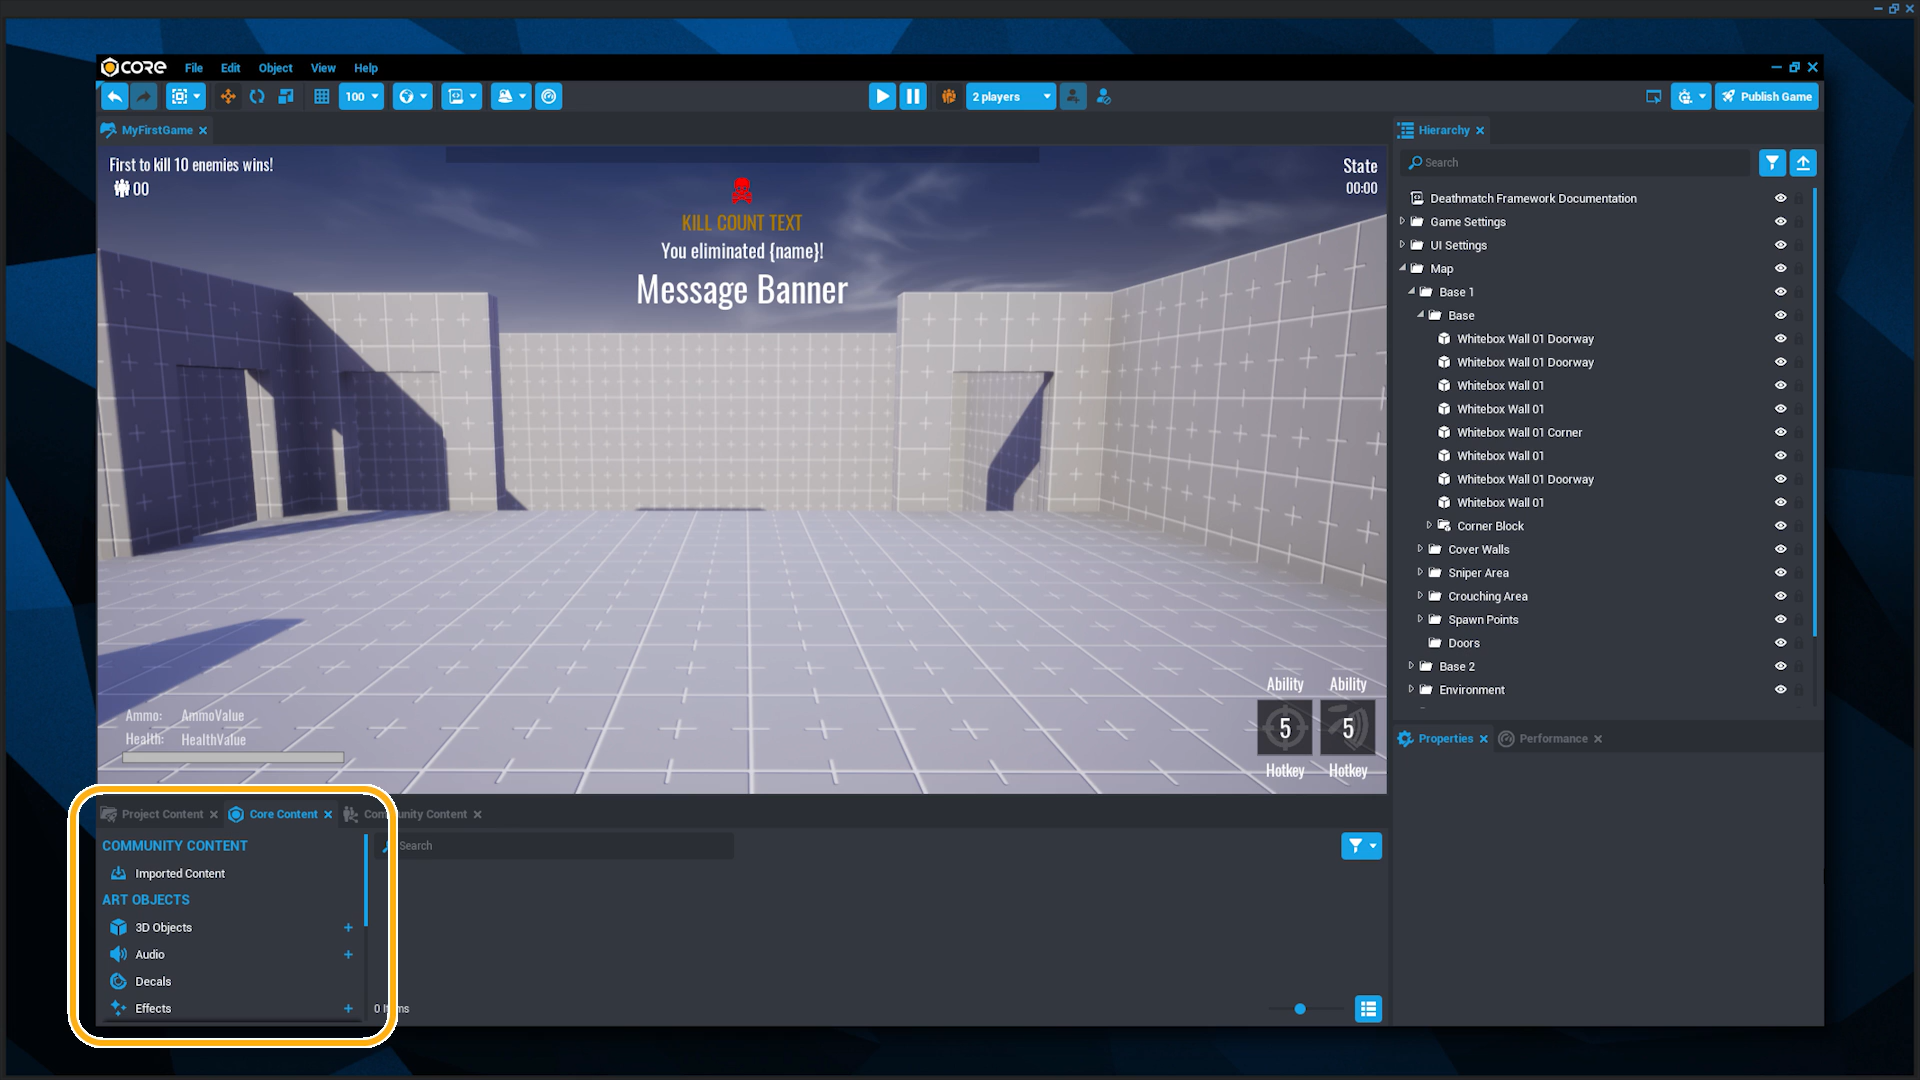 CORE File Edit Object View Help
100 2 players Publish Game
MyFirstGame
First to kill 10 enemies wins!
00
State
00:00
KILL COUNT TEXT
You eliminated {name}!
Message Banner
Ammo: AmmoValue
Health: HealthValue
Ability Ability
5 5
Hotkey Hotkey
Hierarchy
Search
Deathmatch Framework Documentation
Game Settings
UI Settings
Map
Base 1
Base
Whitebox Wall 01 Doorway
Whitebox Wall 01 Doorway
Whitebox Wall 01
Whitebox Wall 01
Whitebox Wall 01 Corner
Whitebox Wall 01
Whitebox Wall 01 Doorway
Whitebox Wall 01
Corner Block
Cover Walls
Sniper Area
Crouching Area
Spawn Points
Doors
Base 2
Environment
Properties Performance
Project Content Core Content Community Content
COMMUNITY CONTENT
Search
Imported Content
ART OBJECTS
3D Objects
Audio
Decals
Effects
0 Items